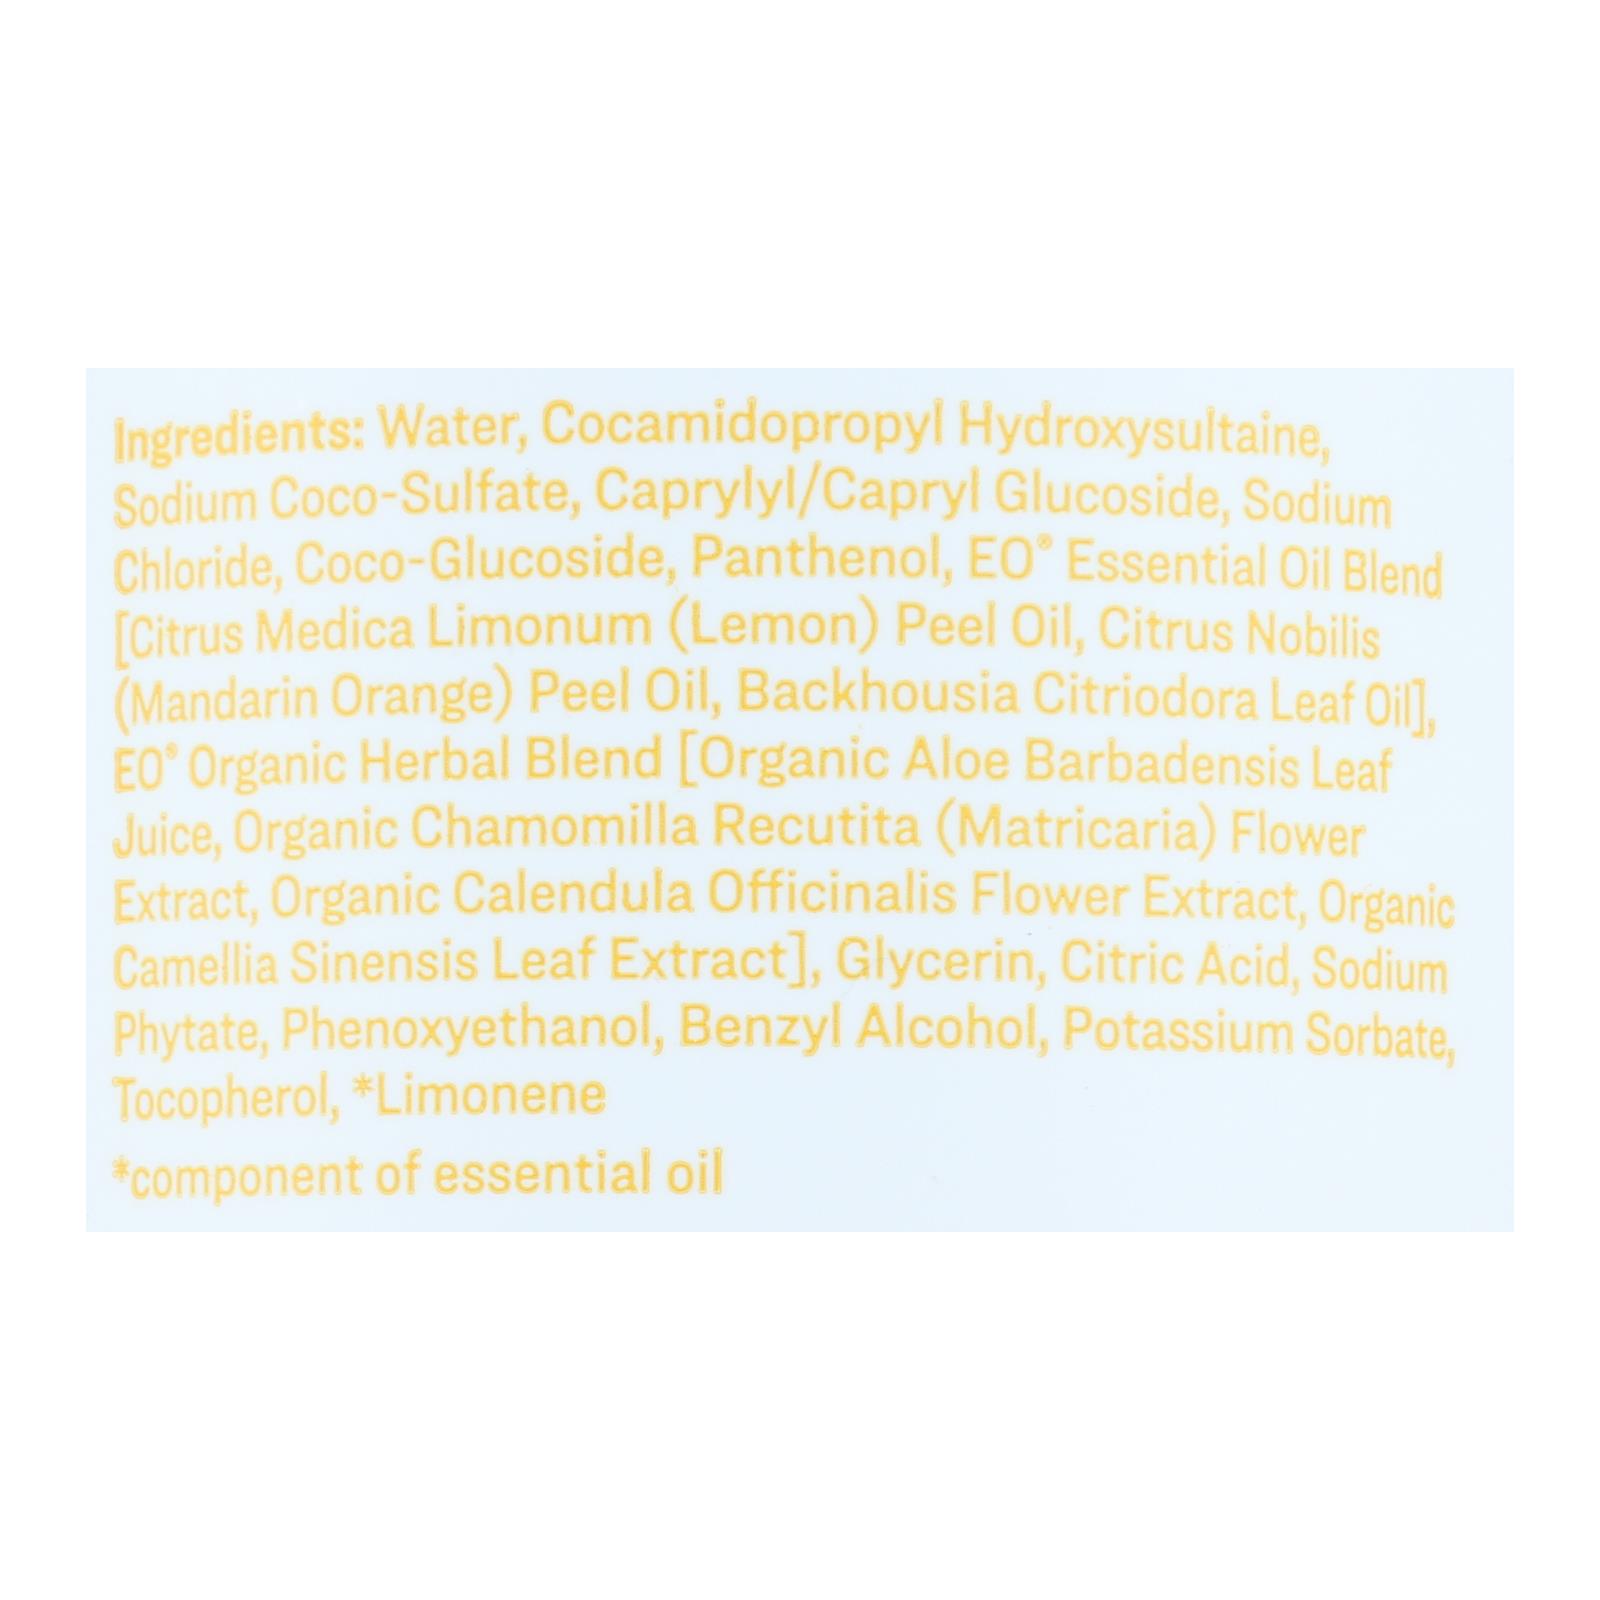 Ingredients: Water, Cocamidopropyl Hydroxysultaine,
Sodium Coco-Sulfate, Caprylyl/Capryl Glucoside, Sodium
Chloride, Coco-Glucoside, Panthenol, EO® Essential Oil Blend
[Citrus Medica Limonum (Lemon) Peel Oil, Citrus Nobilis
(Mandarin Orange) Peel Oil, Backhousia Citriodora Leaf Oil],
EO® Organic Herbal Blend [Organic Aloe Barbadensis Leaf
Juice, Organic Chamomilla Recutita (Matricaria) Flower
Extract, Organic Calendula Officinalis Flower Extract, Organic
Camellia Sinensis Leaf Extract], Glycerin, Citric Acid, Sodium
Phytate, Phenoxyethanol, Benzyl Alcohol, Potassium Sorbate,
Tocopherol, *Limonene
*component of essential oil